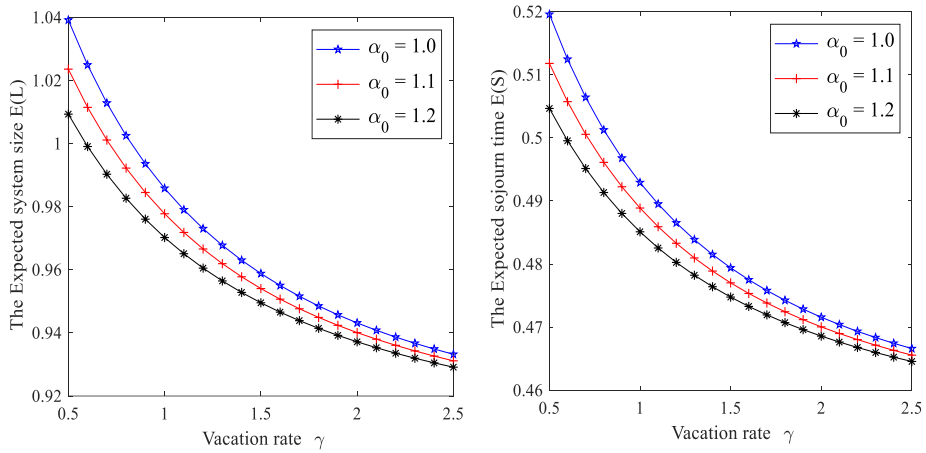 The Expected system size E(L)
1.04
1.02
1
0.98
0.96
0.94
0.92
0.5
1
1.5
2
2.5
Vacation rate γ
α0 = 1.0
α0 = 1.1
α0 = 1.2
The Expected sojourn time E(S)
0.52
0.51
0.5
0.49
0.48
0.47
0.46
0.5
1
1.5
2
2.5
Vacation rate γ
α0 = 1.0
α0 = 1.1
α0 = 1.2